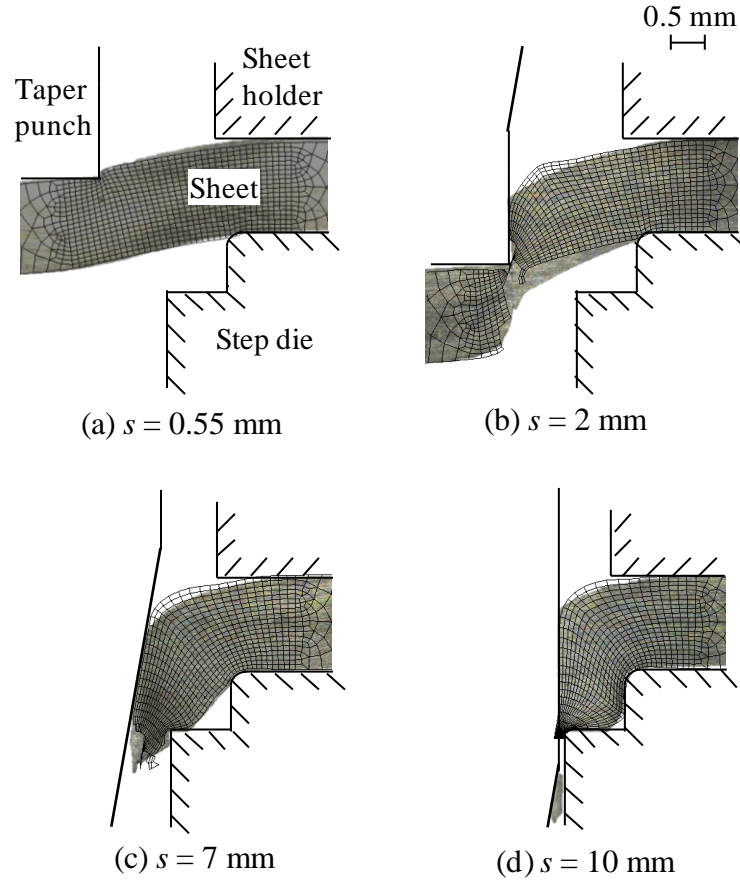 0.5 mm
Sheet
holder
Taper
punch
Sheet
Step die
(a) s = 0.55 mm
(b) s = 2 mm
(c) s = 7 mm
(d) s = 10 mm